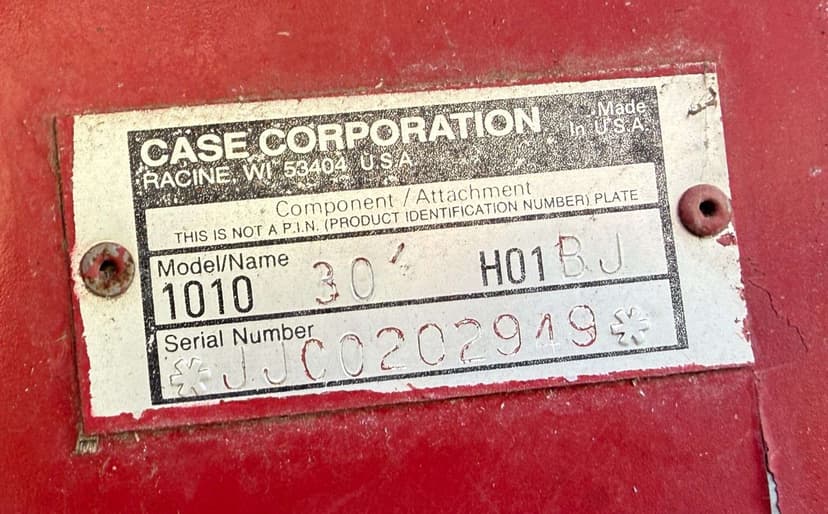 CASE CORPORATION
Made
In U.S.A.
RACINE WI 53404 U.S.A.
Component / Attachment
THIS IS NOT A P.I.N. (PRODUCT IDENTIFICATION NUMBER) PLATE
Model/Name
1010 30' H01BJ
Serial Number
*JJC0202949*